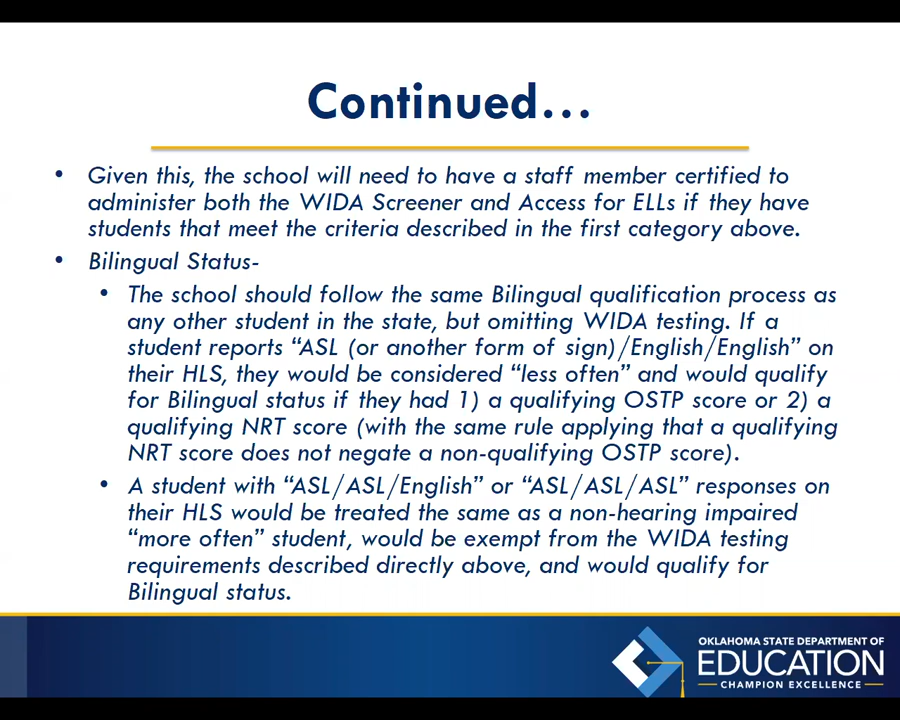 Continued...
• Given this, the school will need to have a staff member certified to
administer both the WIDA Screener and Access for ELLs if they have
students that meet the criteria described in the first category above.
• Bilingual Status-
• The school should follow the same Bilingual qualification process as
any other student in the state, but omitting WIDA testing. If a
student reports “ASL (or another form of sign)/English/English” on
their HLS, they would be considered “less often” and would qualify
for Bilingual status if they had 1) a qualifying OSTP score or 2) a
qualifying NRT score (with the same rule applying that a qualifying
NRT score does not negate a non-qualifying OSTP score).
• A student with “ASL/ASL/English” or “ASL/ASL/ASL” responses on
their HLS would be treated the same as a non-hearing impaired
“more often” student, would be exempt from the WIDA testing
requirements described directly above, and would qualify for
Bilingual status.
OKLAHOMA STATE DEPARTMENT OF
EDUCATION
CHAMPION EXCELLENCE